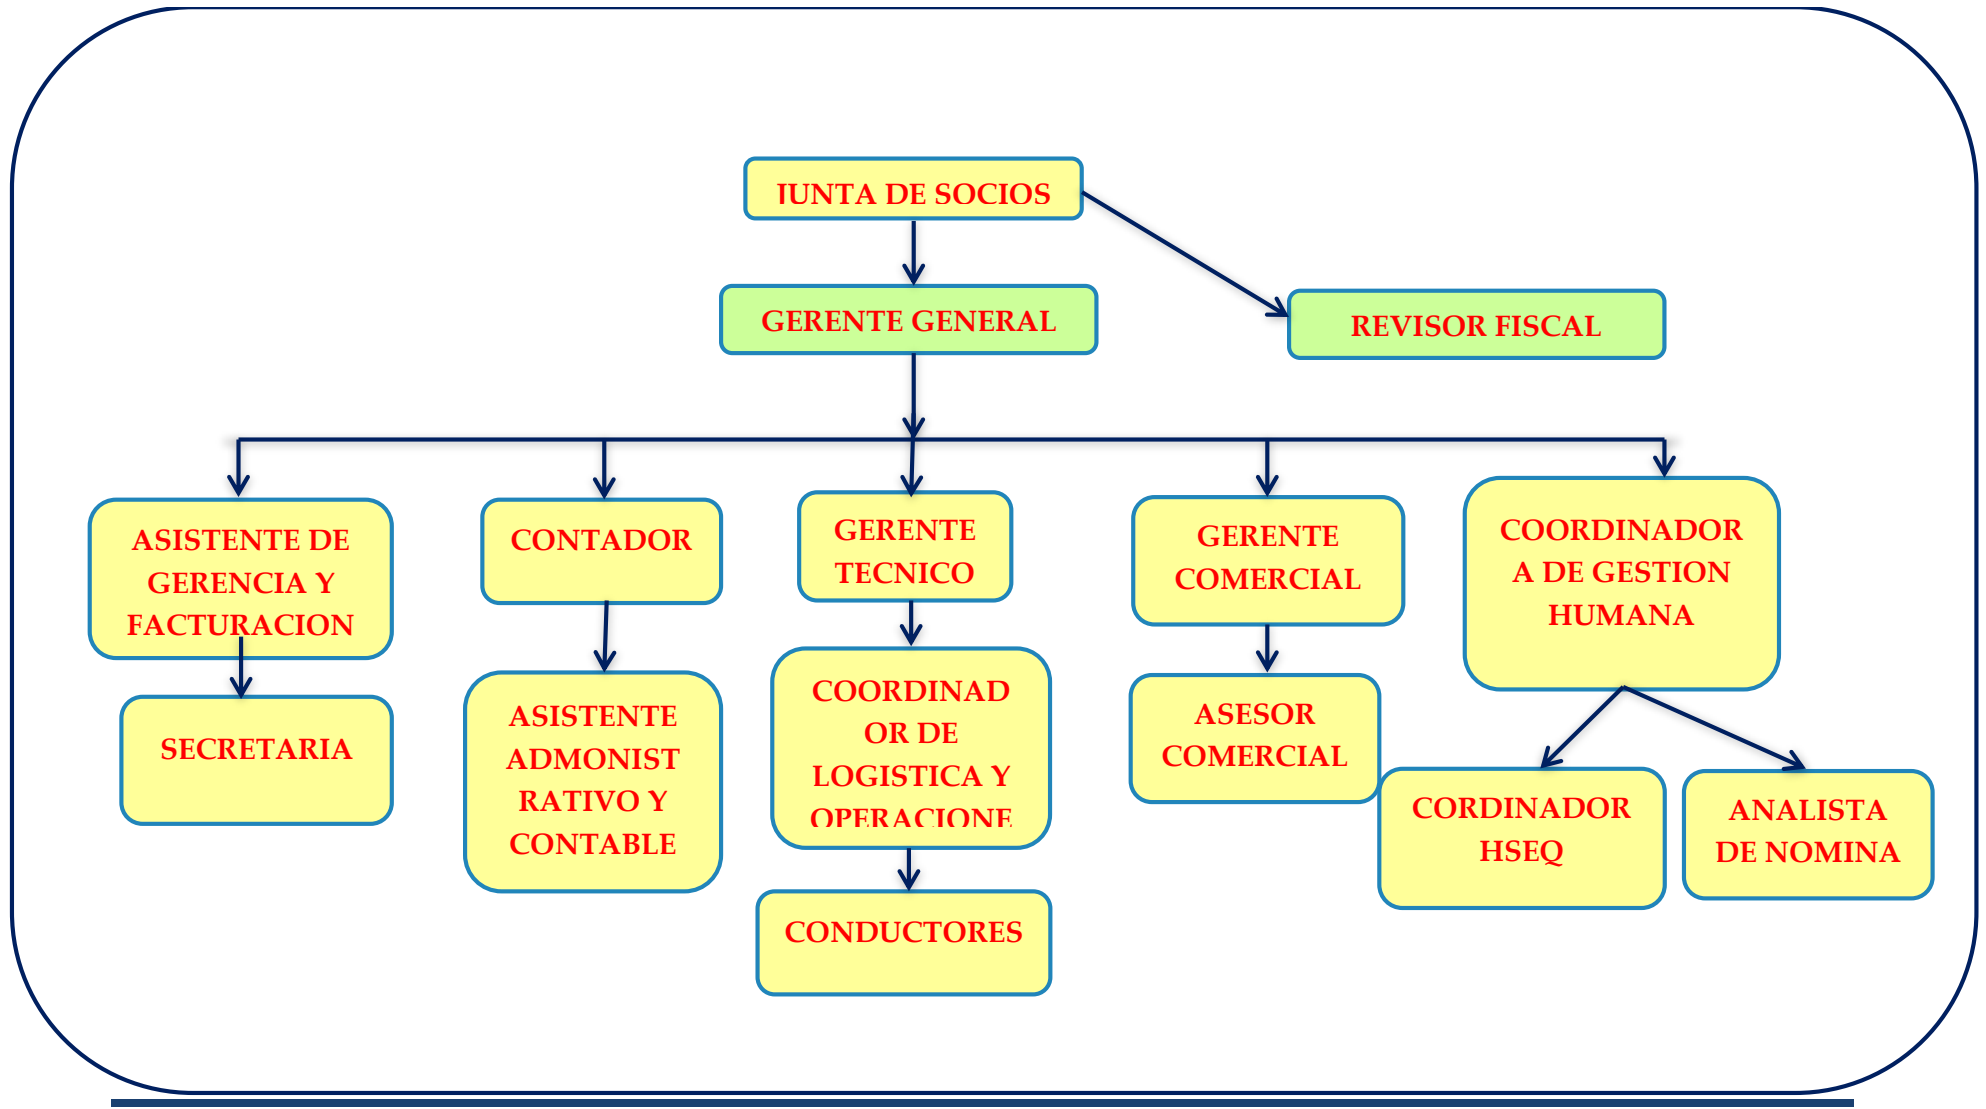 JUNTA DE SOCIOS
GERENTE GENERAL
REVISOR FISCAL
ASISTENTE DE
GERENCIA Y
FACTURACION
CONTADOR
GERENTE
TECNICO
GERENTE
COMERCIAL
COORDINADOR
A DE GESTION
HUMANA
SECRETARIA
ASISTENTE
ADMONIST
RATIVO Y
CONTABLE
COORDINAD
OR DE
LOGISTICA Y
OPERACIONE
ASESOR
COMERCIAL
CORDINADOR
HSEQ
ANALISTA
DE NOMINA
CONDUCTORES